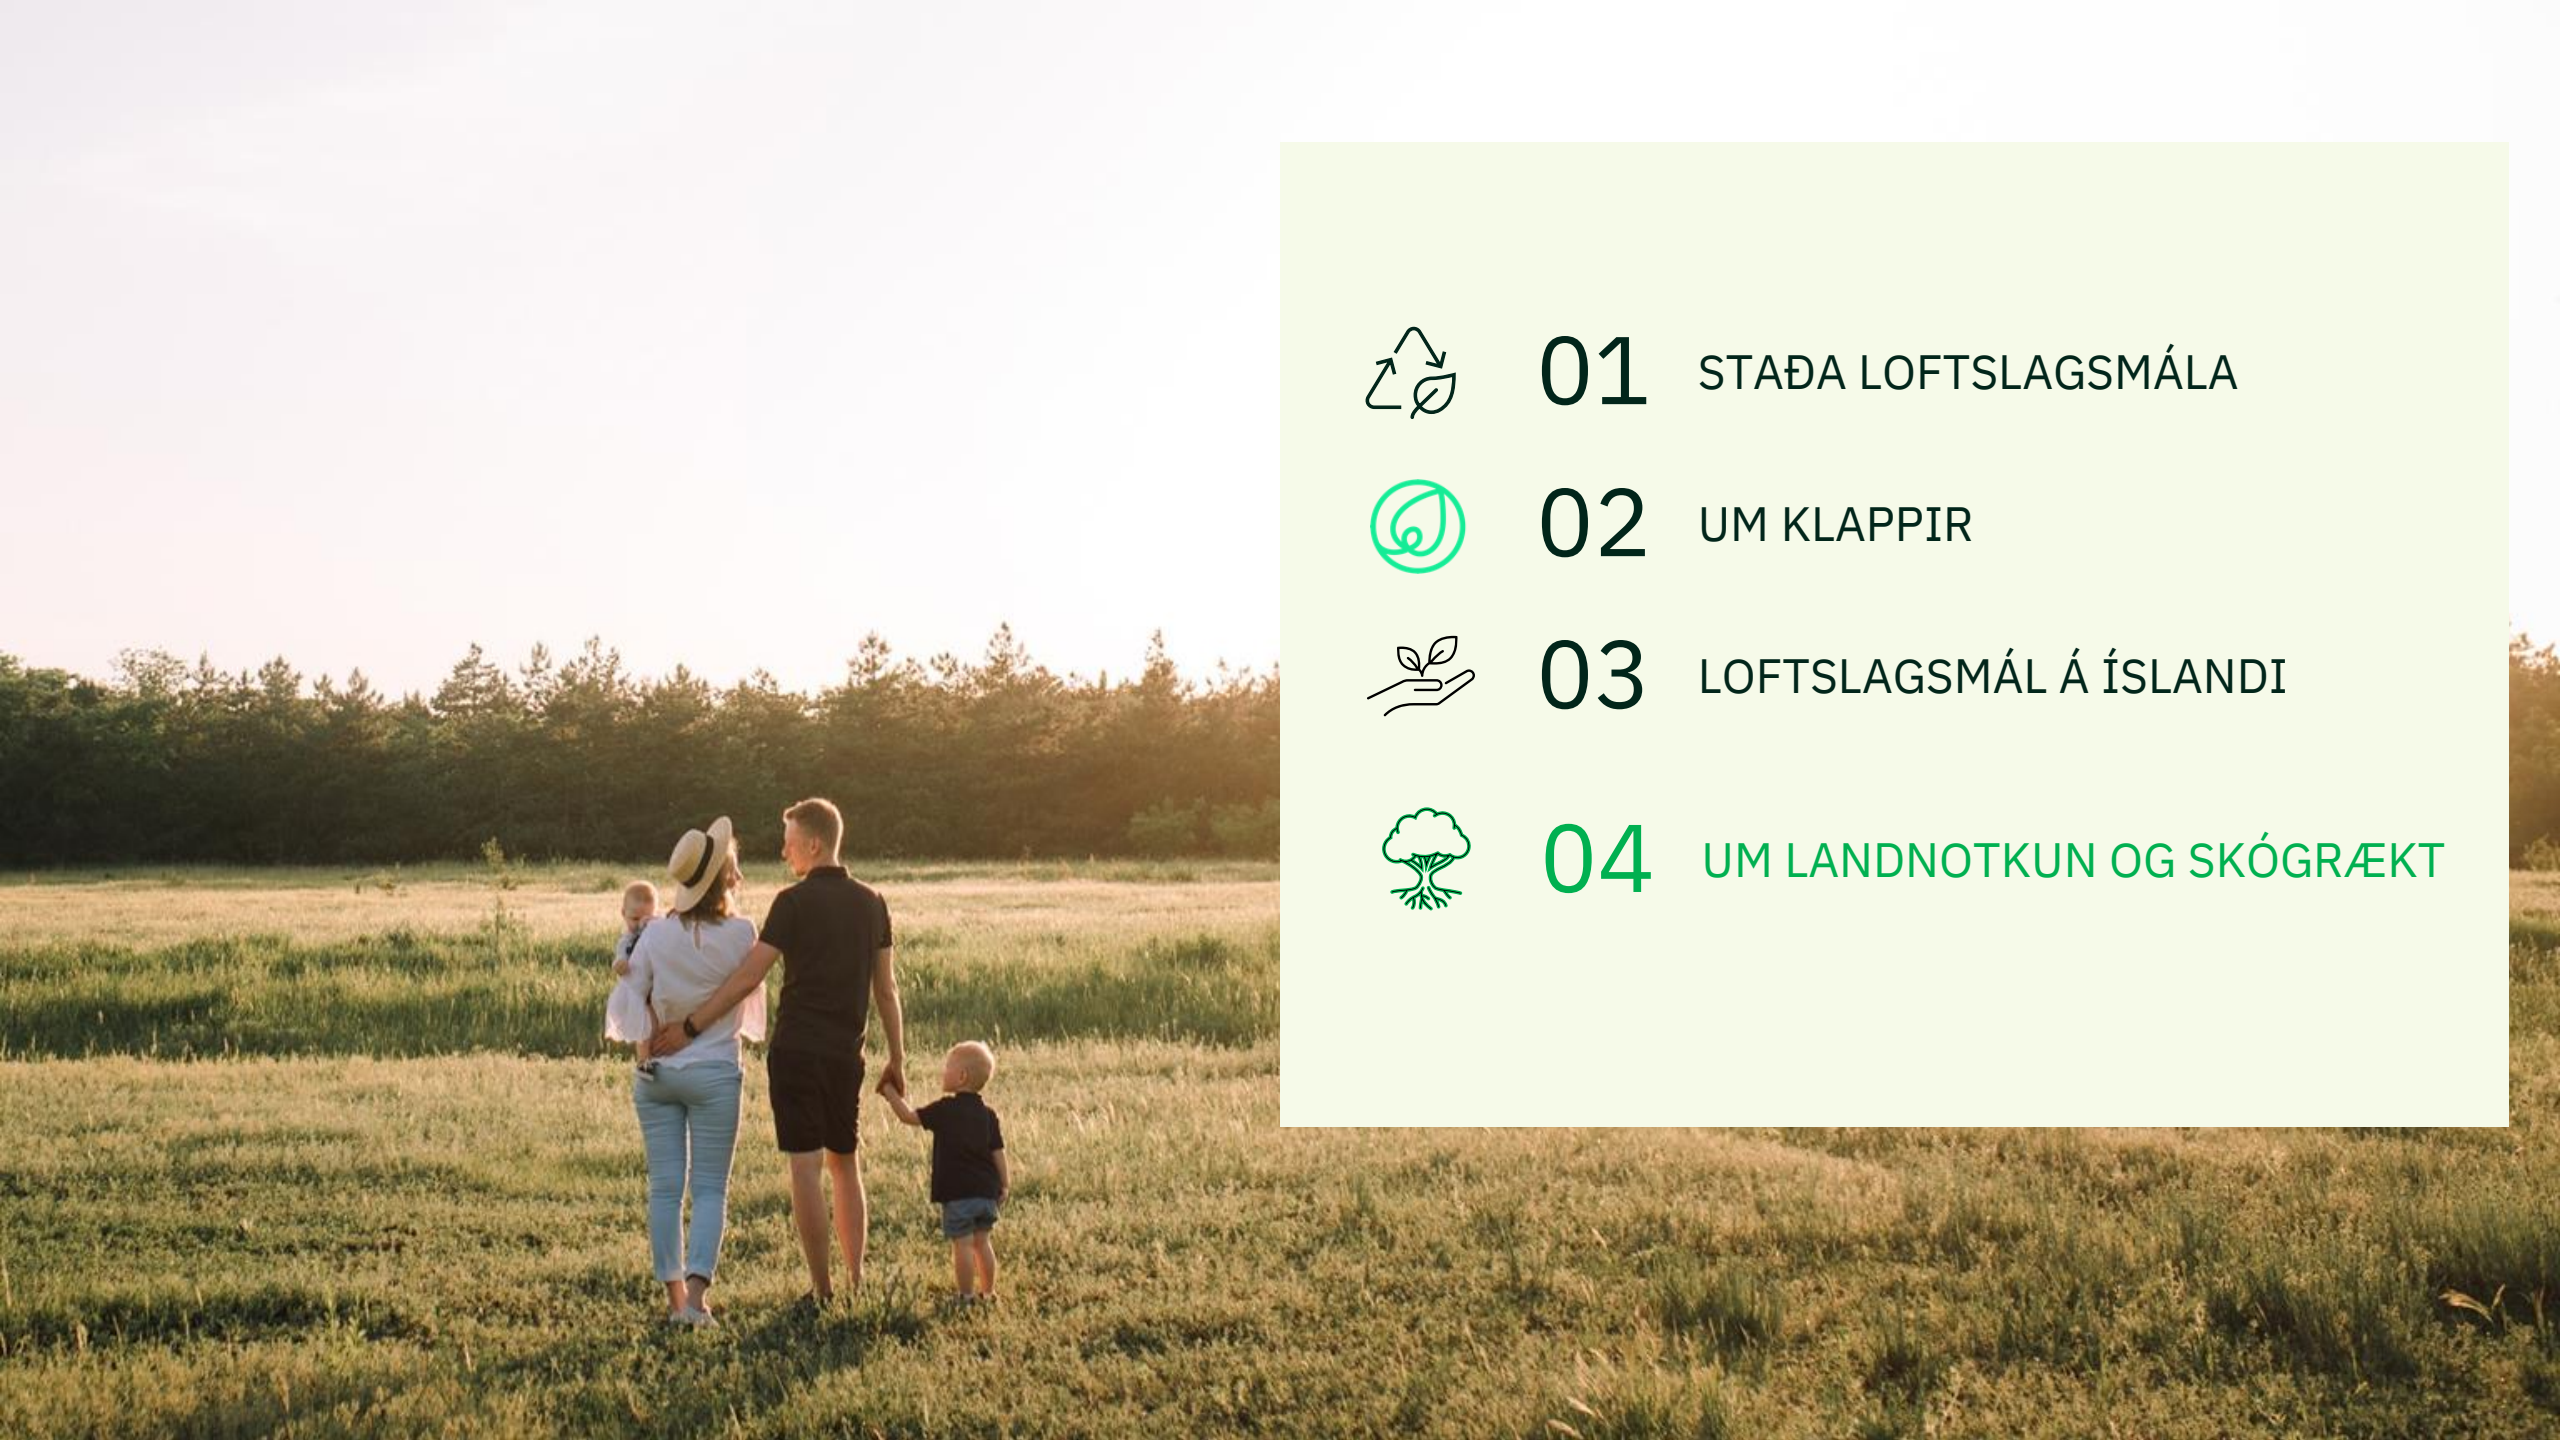 01 STAÐA LOFTSLAGSMÁLA
02 UM KLAPPIR
03 LOFTSLAGSMÁL Á ÍSLANDI
04 UM LANDNOTKUN OG SKÓGRÆKT